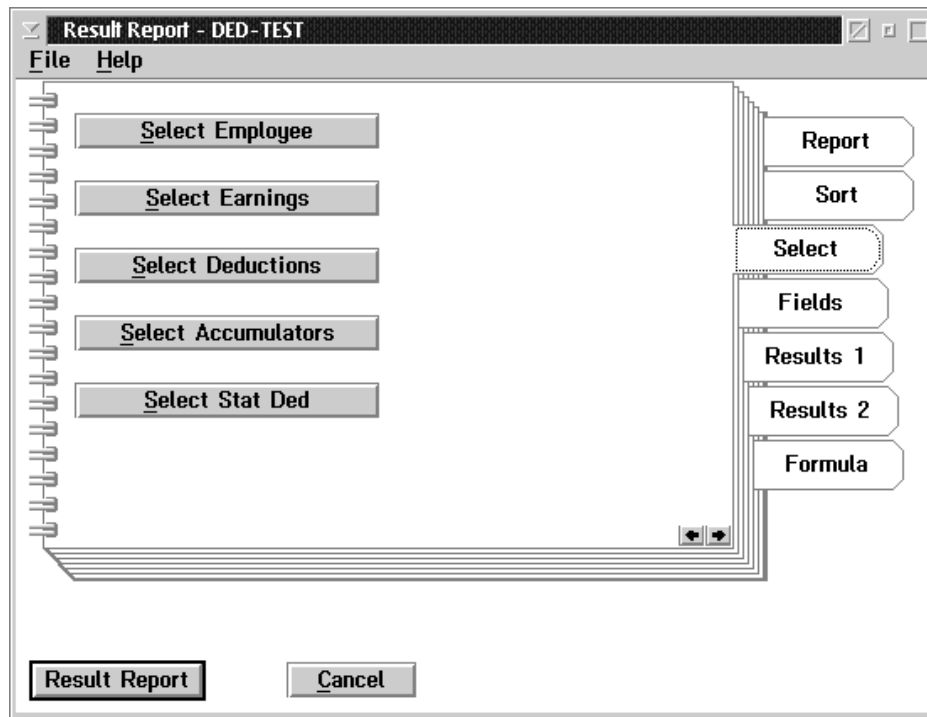 Result Report - DED-TEST
File Help
Select Employee
Select Earnings
Select Deductions
Select Accumulators
Select Stat Ded
Report
Sort
Select
Fields
Results 1
Results 2
Formula
Result Report Cancel